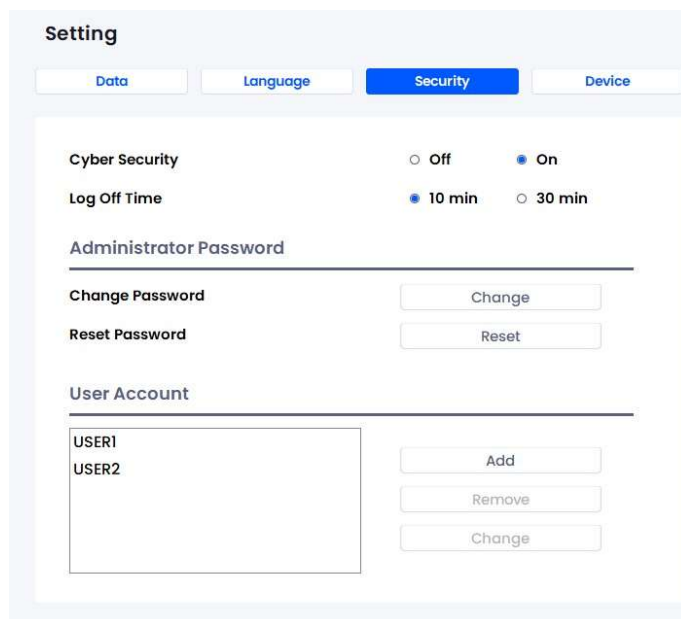 Setting
Data Language Security Device
Cyber Security Off On
Log Off Time 10 min 30 min
Administrator Password
Change Password Change
Reset Password Reset
User Account
USER1
USER2
Add
Remove
Change